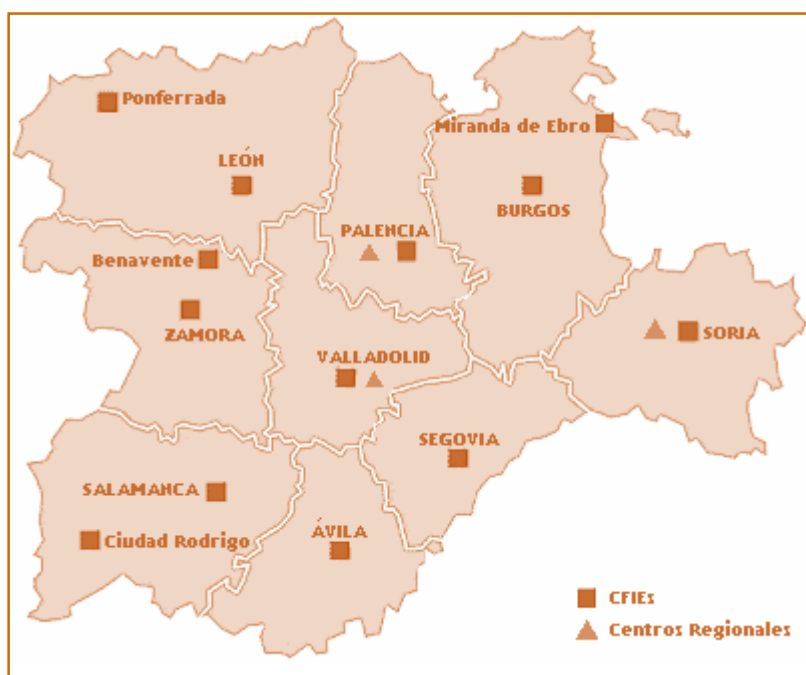 Ponferrada
Miranda de Ebro
LEÓN
BURGOS
PALENCIA
Benavente
ZAMORA
SORIA
VALLADOLID
SEGOVIA
SALAMANCA
ÁVILA
Ciudad Rodrigo
CFIEs
Centros Regionales